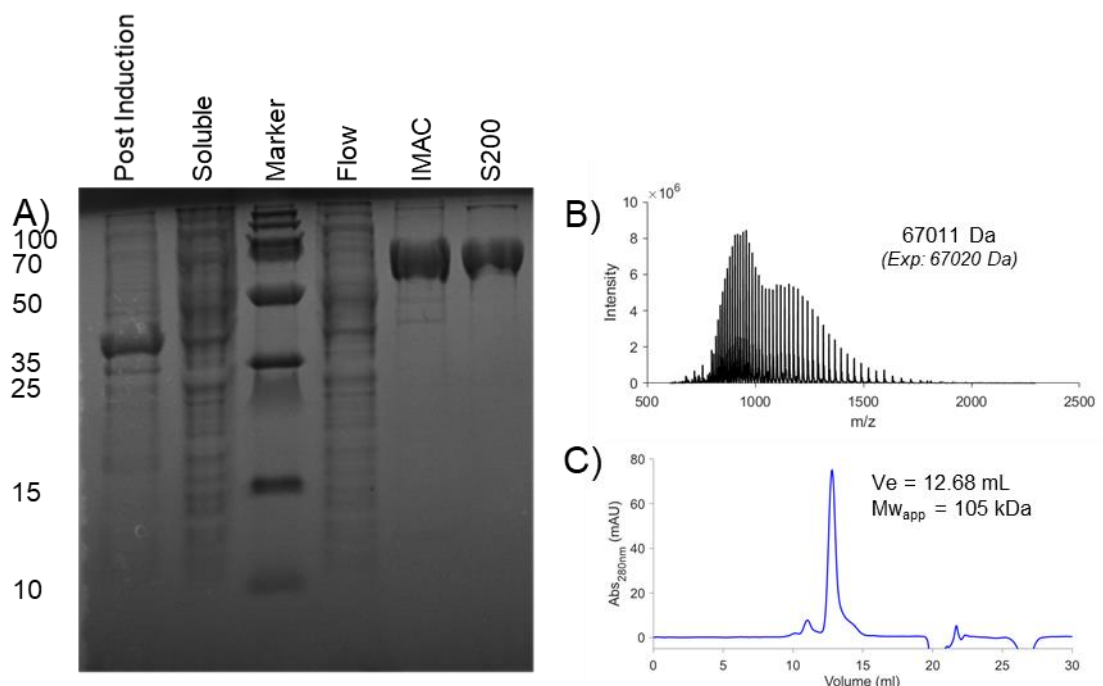 Post Induction
Soluble
Marker
Flow
IMAC
S200
A)
100
70
50
35
25
15
10
B)
×10⁶
10
8
6
4
2
0
Intensity
500
1000
1500
2000
2500
m/z
67011 Da
(Exp: 67020 Da)
C)
80
60
40
20
0
Abs280nm (mAU)
0
5
10
15
20
25
30
Volume (ml)
Ve = 12.68 mL
Mwapp = 105 kDa